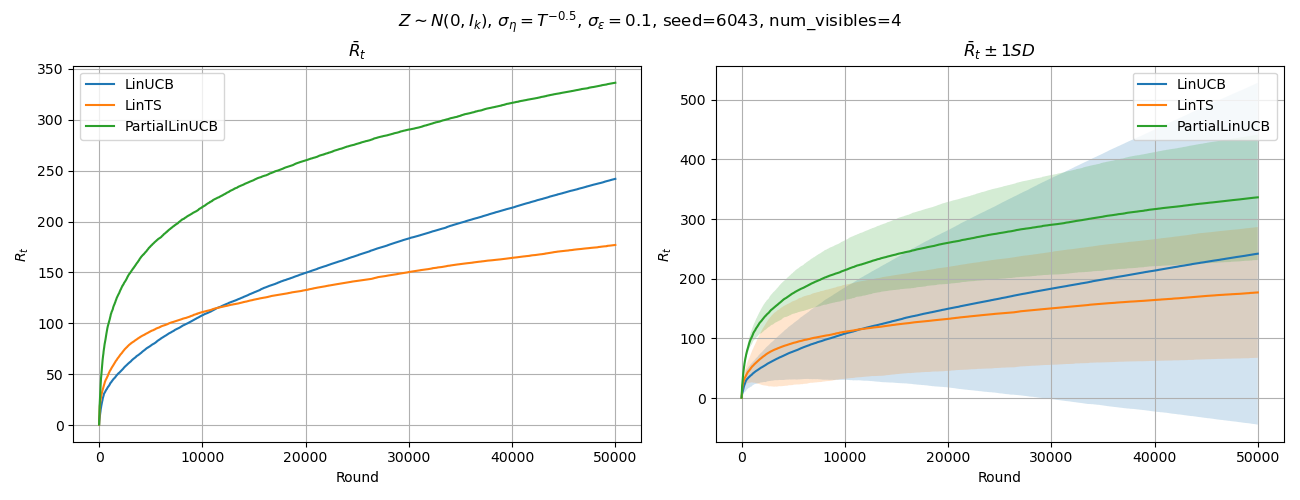 Z ∼ N(0, I_k), σ_η = T^{−0.5}, σ_ε = 0.1, seed=6043, num_visibles=4
R̄_t
LinUCB
LinTS
PartialLinUCB
350
300
250
200
150
100
50
0
R_t
0 10000 20000 30000 40000 50000
Round
R̄_t ± 1SD
LinUCB
LinTS
PartialLinUCB
500
400
300
200
100
0
R_t
0 10000 20000 30000 40000 50000
Round